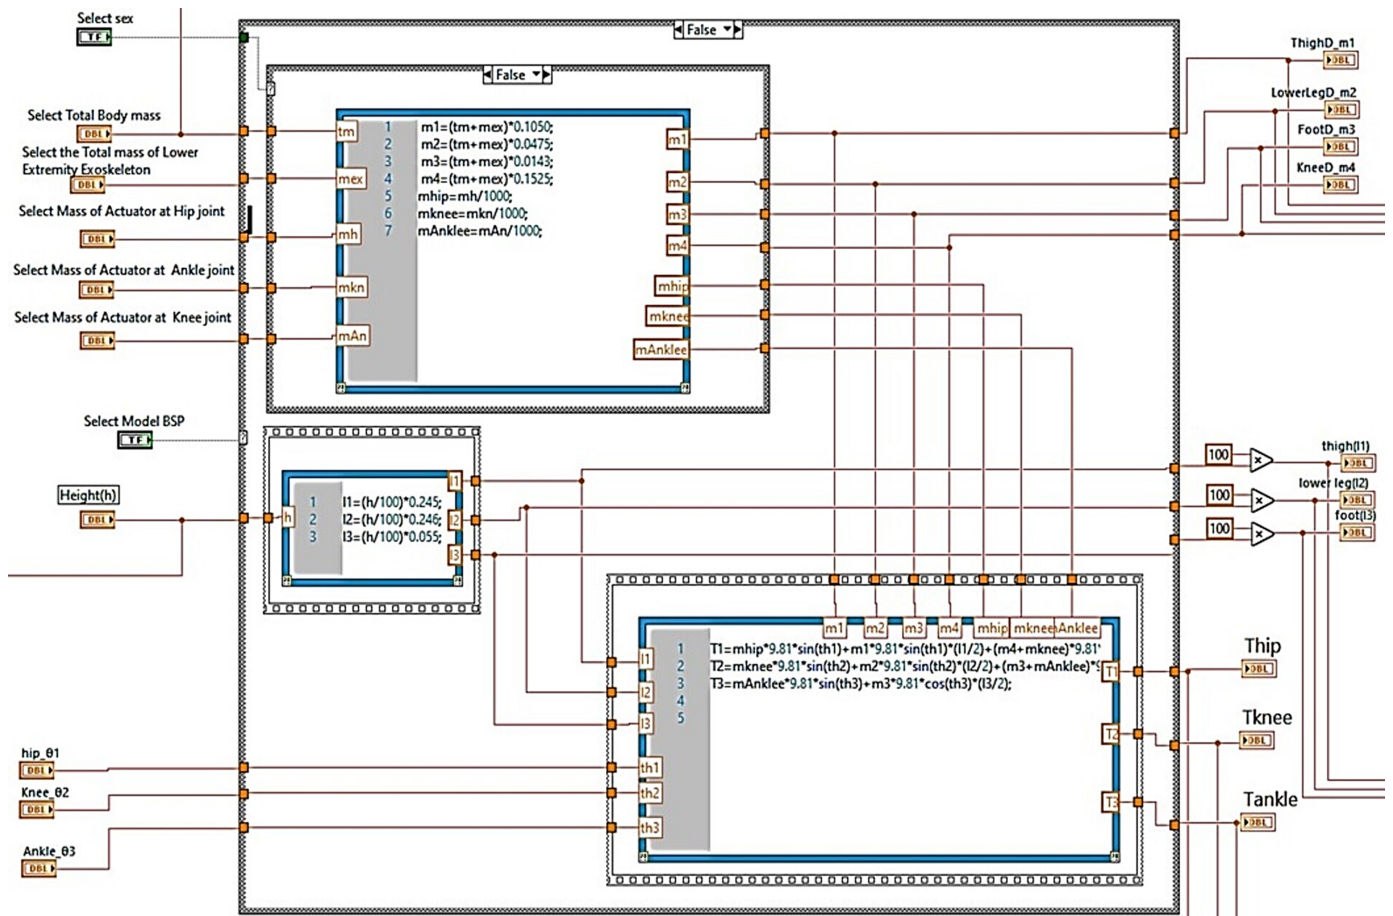 Select sex
TF
False
False
ThighD_m1
DBL
LowerLegD_m2
DBL
FootD_m3
DBL
KneeD_m4
DBL
Select Total Body mass
DBL
Select the Total mass of Lower
Extremity Exoskeleton
DBL
Select Mass of Actuator at Hip joint
DBL
Select Mass of Actuator at Ankle joint
DBL
Select Mass of Actuator at Knee joint
DBL
tm
mex
mh
mkn
mAn
1 m1=(tm+mex)*0.1050;
2 m2=(tm+mex)*0.0475;
3 m3=(tm+mex)*0.0143;
4 m4=(tm+mex)*0.1525;
5 mhip=mh/1000;
6 mknee=mkn/1000;
7 mAnklee=mAn/1000;
m1
m2
m3
m4
mhip
mknee
mAnklee
Select Model BSP
TF
Height(h)
DBL
h
1 l1=(h/100)*0.245;
2 l2=(h/100)*0.246;
3 l3=(h/100)*0.055;
l1
l2
l3
100
x
thigh(l1)
DBL
100
x
lower leg(l2)
DBL
100
x
foot(l3)
DBL
m1 m2 m3 m4 mhip mknee Anklee
l1
l2
l3
th1
th2
th3
1 T1=mhip*9.81*sin(th1)+m1*9.81*sin(th1)*(l1/2)+(m4+mknee)*9.81*
2 T2=mknee*9.81*sin(th2)+m2*9.81*sin(th2)*(l2/2)+(m3+mAnklee)*9
3 T3=mAnklee*9.81*sin(th3)+m3*9.81*cos(th3)*(l3/2);
4
5
T1
T2
T3
Thip
DBL
Tknee
DBL
Tankle
DBL
hip_θ1
DBL
Knee_θ2
DBL
Ankle_θ3
DBL